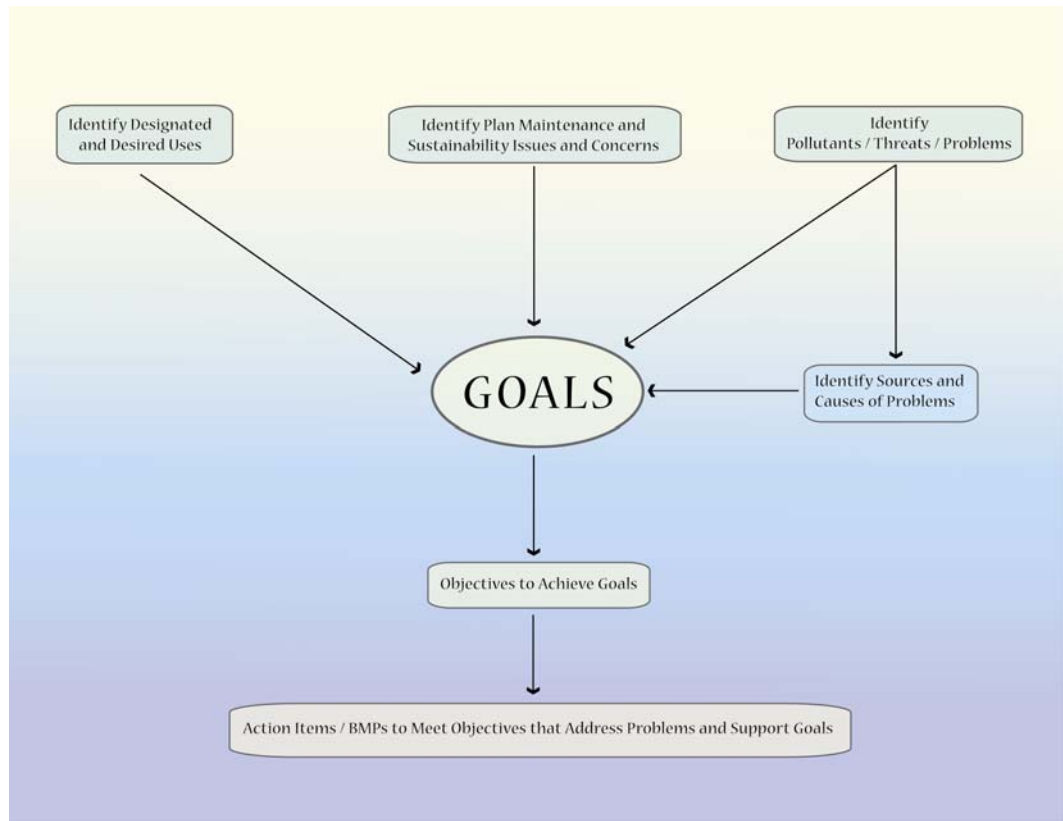 Identify Designated
and Desired Uses
Identify Plan Maintenance and
Sustainability Issues and Concerns
Identify
Pollutants / Threats / Problems
GOALS
Identify Sources and
Causes of Problems
Objectives to Achieve Goals
Action Items / BMPs to Meet Objectives that Address Problems and Support Goals